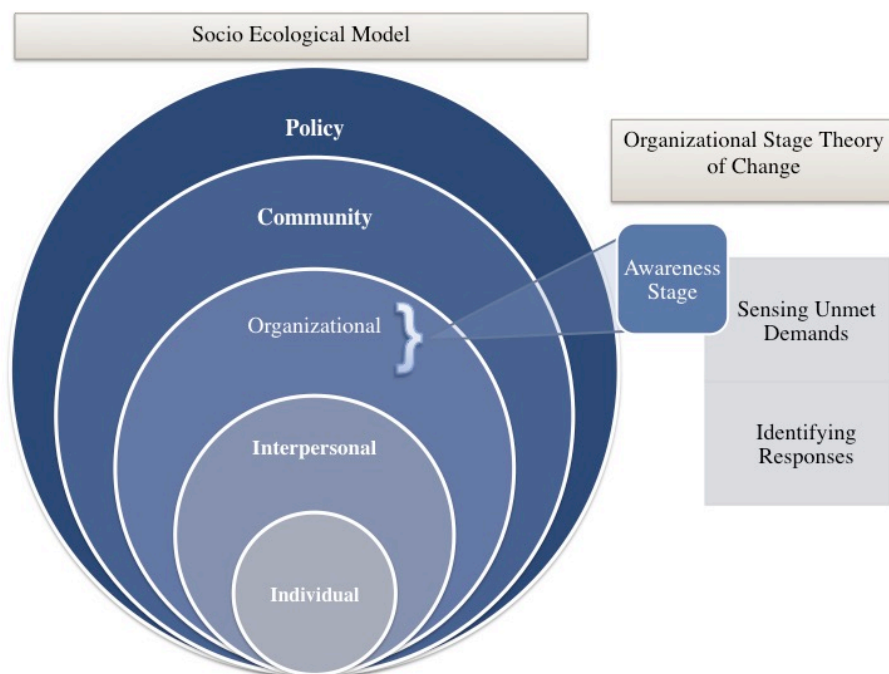 Socio Ecological Model
Policy
Community
Organizational
Interpersonal
Individual
Organizational Stage Theory
of Change
Awareness
Stage
Sensing Unmet
Demands
Identifying
Responses